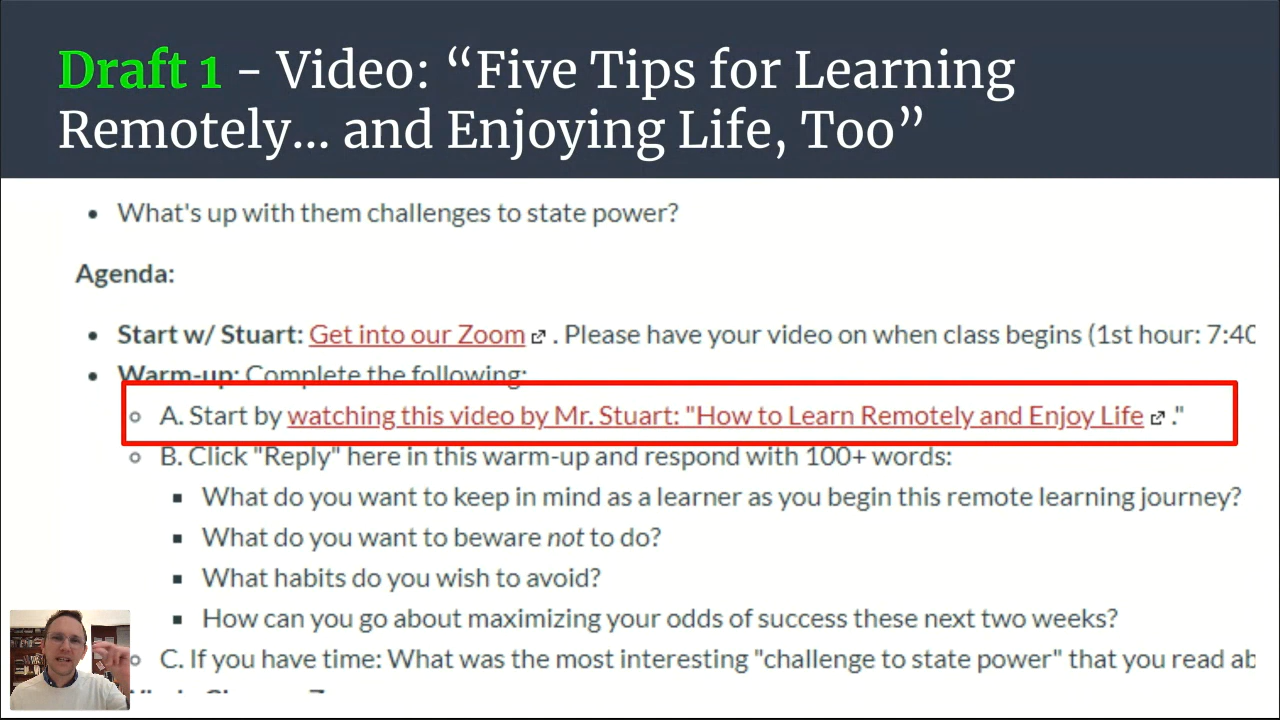 Draft 1 - Video: “Five Tips for Learning
Remotely... and Enjoying Life, Too”
• What's up with them challenges to state power?
Agenda:
• Start w/ Stuart: Get into our Zoom . Please have your video on when class begins (1st hour: 7:40
• Warm-up: Complete the following:
○ A. Start by watching this video by Mr. Stuart: "How to Learn Remotely and Enjoy Life ."
○ B. Click "Reply" here in this warm-up and respond with 100+ words:
▪ What do you want to keep in mind as a learner as you begin this remote learning journey?
▪ What do you want to beware not to do?
▪ What habits do you wish to avoid?
▪ How can you go about maximizing your odds of success these next two weeks?
○ C. If you have time: What was the most interesting "challenge to state power" that you read ab